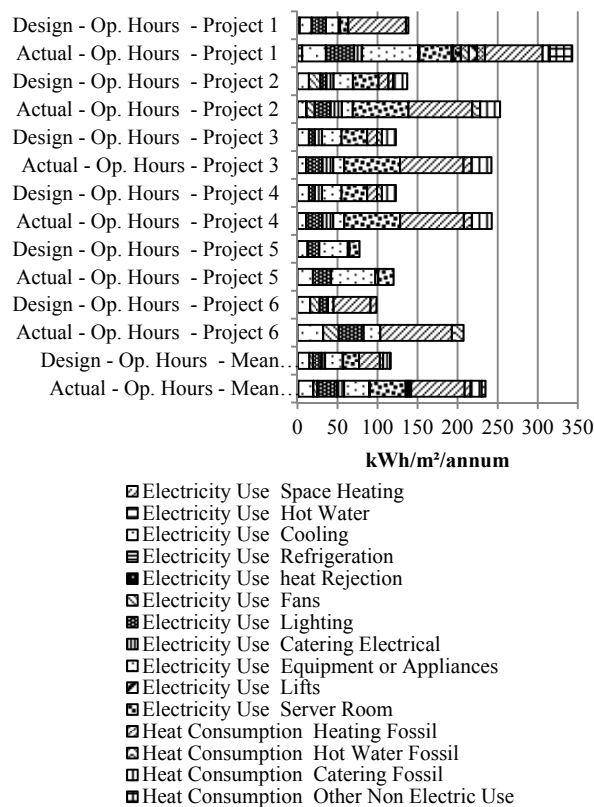 Design - Op. Hours - Project 1
Actual - Op. Hours - Project 1
Design - Op. Hours - Project 2
Actual - Op. Hours - Project 2
Design - Op. Hours - Project 3
Actual - Op. Hours - Project 3
Design - Op. Hours - Project 4
Actual - Op. Hours - Project 4
Design - Op. Hours - Project 5
Actual - Op. Hours - Project 5
Design - Op. Hours - Project 6
Actual - Op. Hours - Project 6
Design - Op. Hours - Mean…
Actual - Op. Hours - Mean…
0 50 100 150 200 250 300 350
kWh/m²/annum
Electricity Use Space Heating
Electricity Use Hot Water
Electricity Use Cooling
Electricity Use Refrigeration
Electricity Use heat Rejection
Electricity Use Fans
Electricity Use Lighting
Electricity Use Catering Electrical
Electricity Use Equipment or Appliances
Electricity Use Lifts
Electricity Use Server Room
Heat Consumption Heating Fossil
Heat Consumption Hot Water Fossil
Heat Consumption Catering Fossil
Heat Consumption Other Non Electric Use